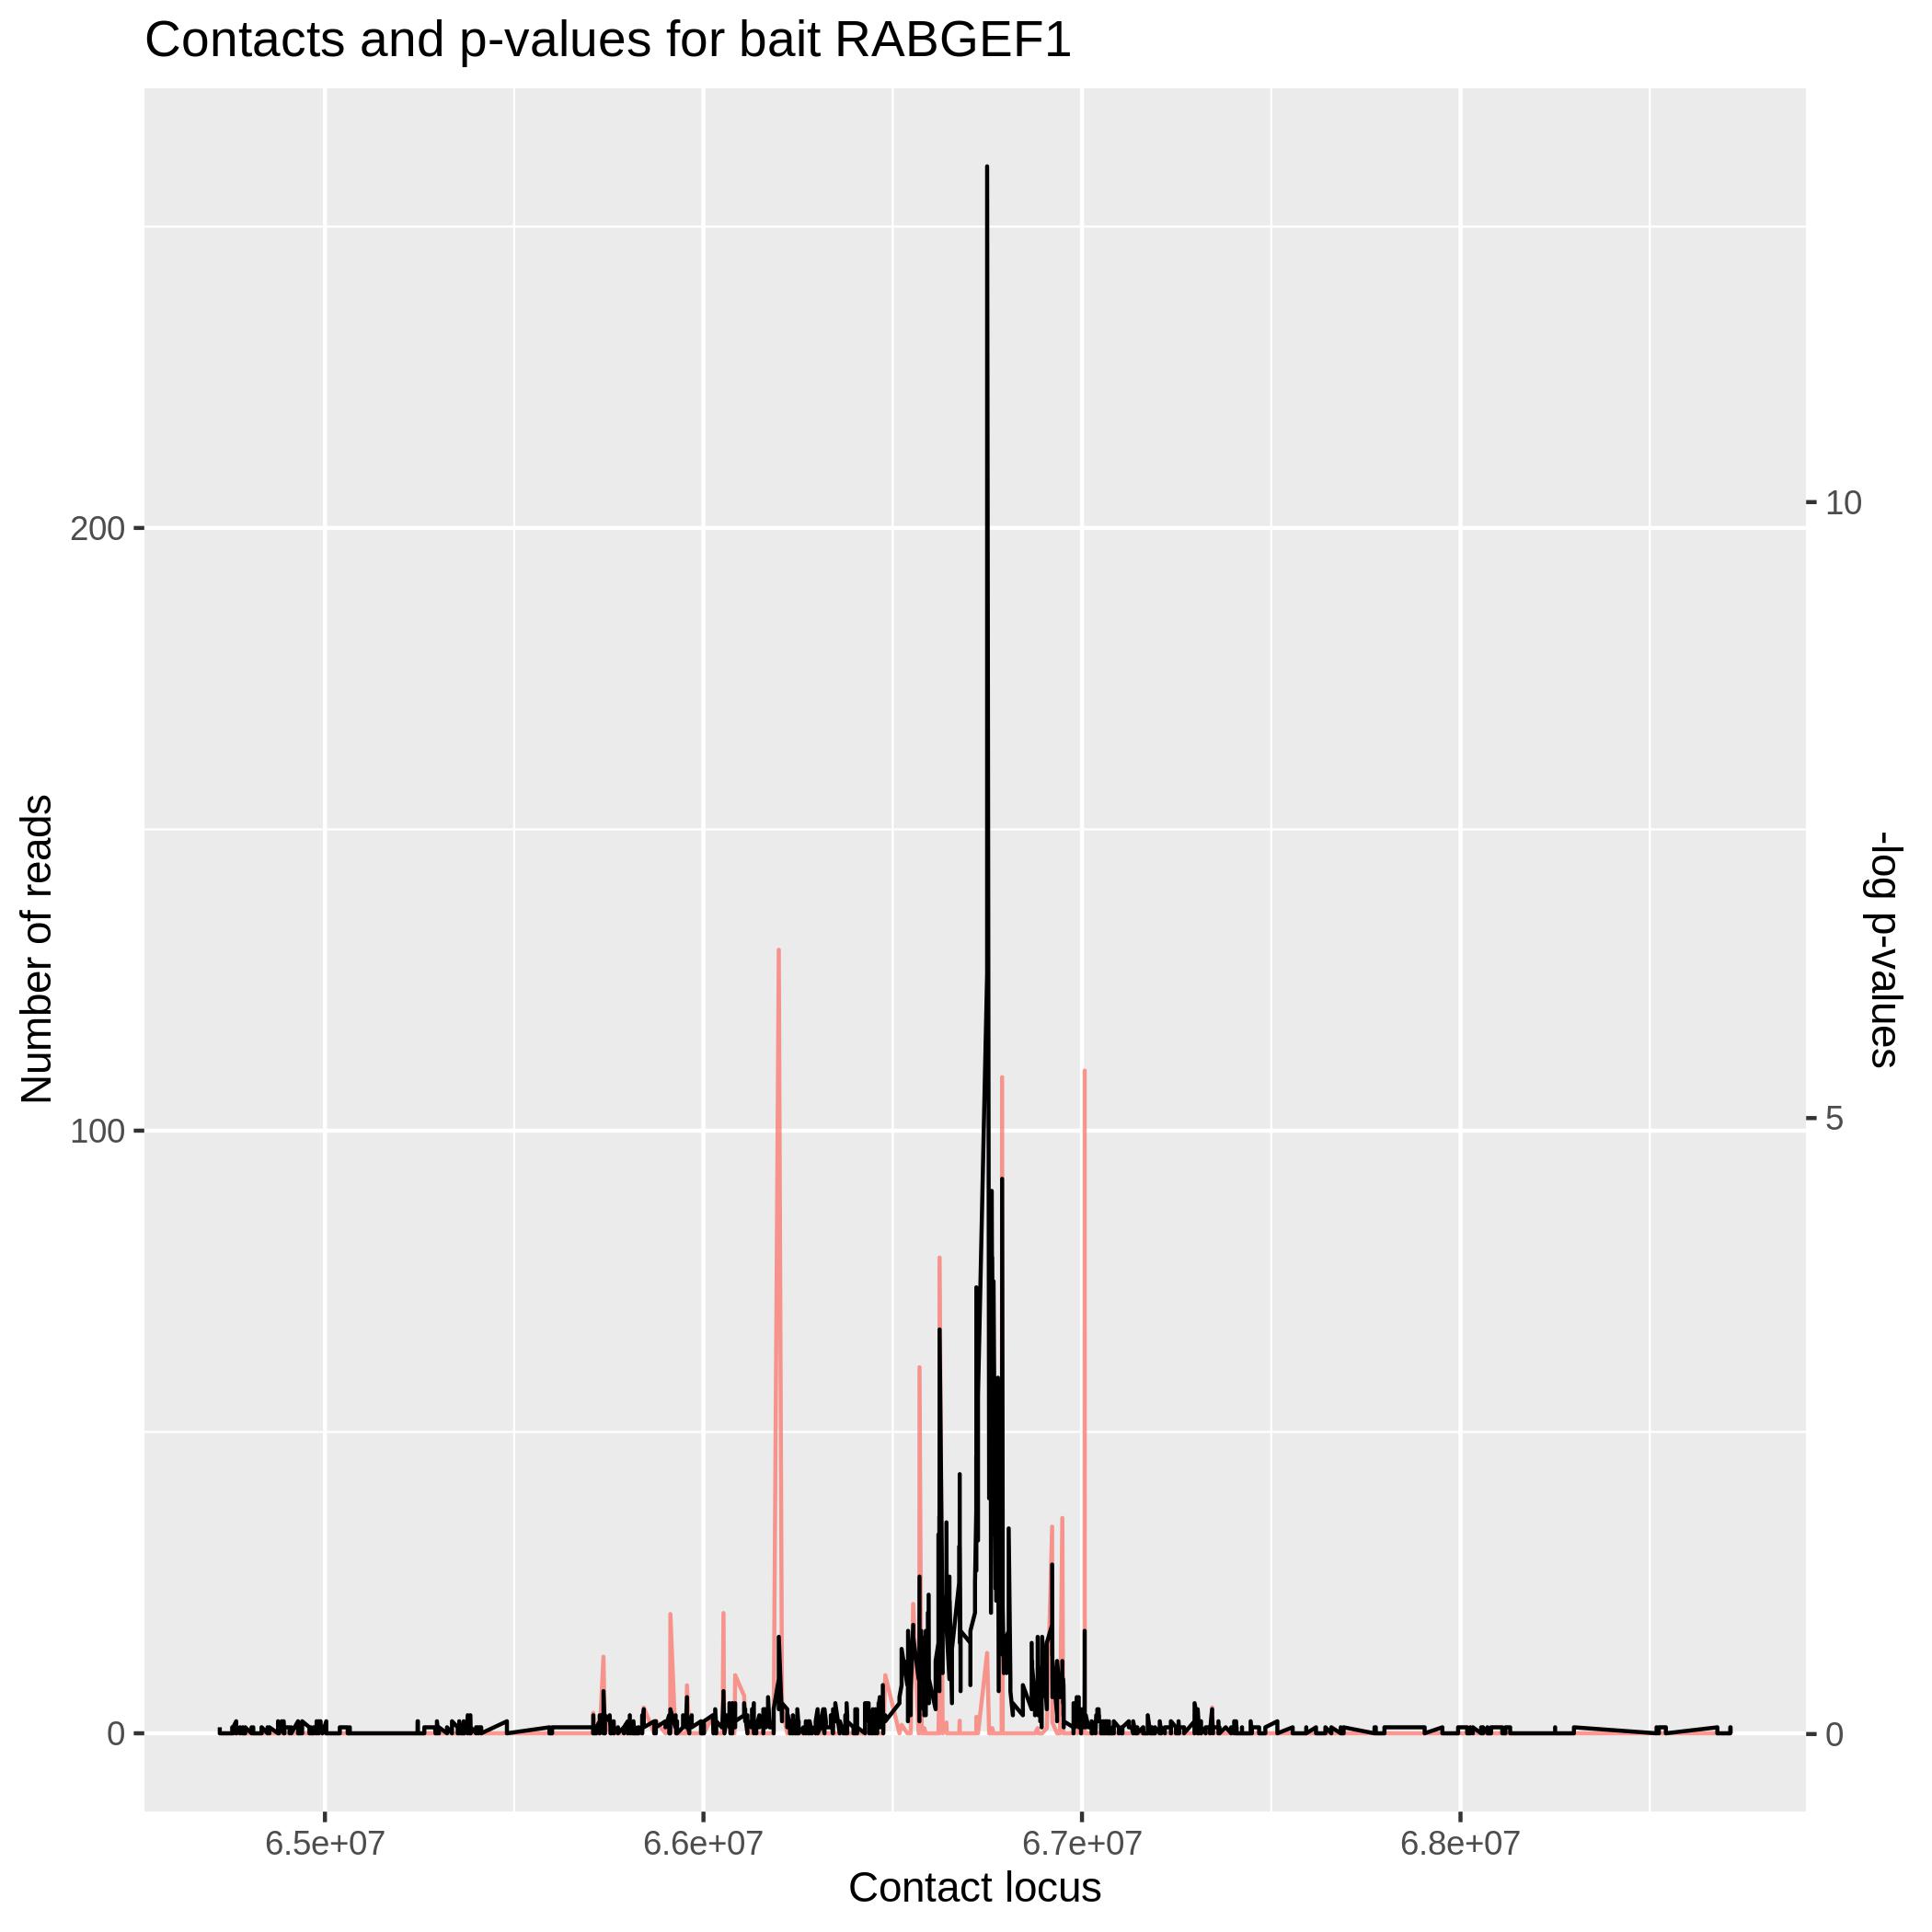 Contacts and p-values for bait RABGEF1
Number of reads
200
100
0
10
5
0
-log p-values
6.5e+07
6.6e+07
6.7e+07
6.8e+07
Contact locus